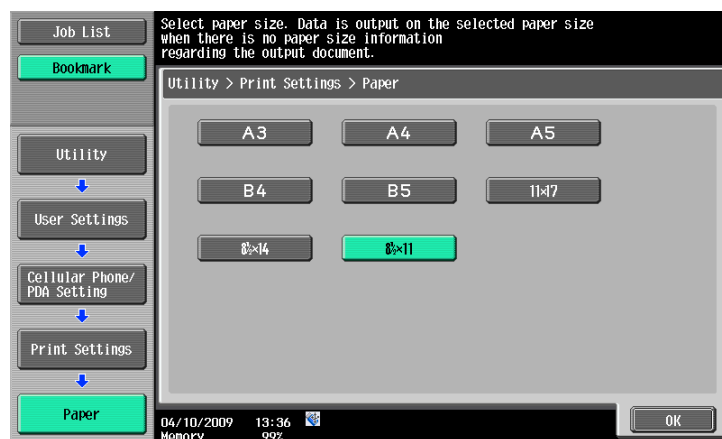 Job List
Bookmark
Select paper size. Data is output on the selected paper size
when there is no paper size information
regarding the output document.
Utility > Print Settings > Paper
A3 A4 A5
B4 B5 11×17
8½×14 8½×11
Utility
User Settings
Cellular Phone/
PDA Setting
Print Settings
Paper
04/10/2009 13:36
Memory 99%
OK